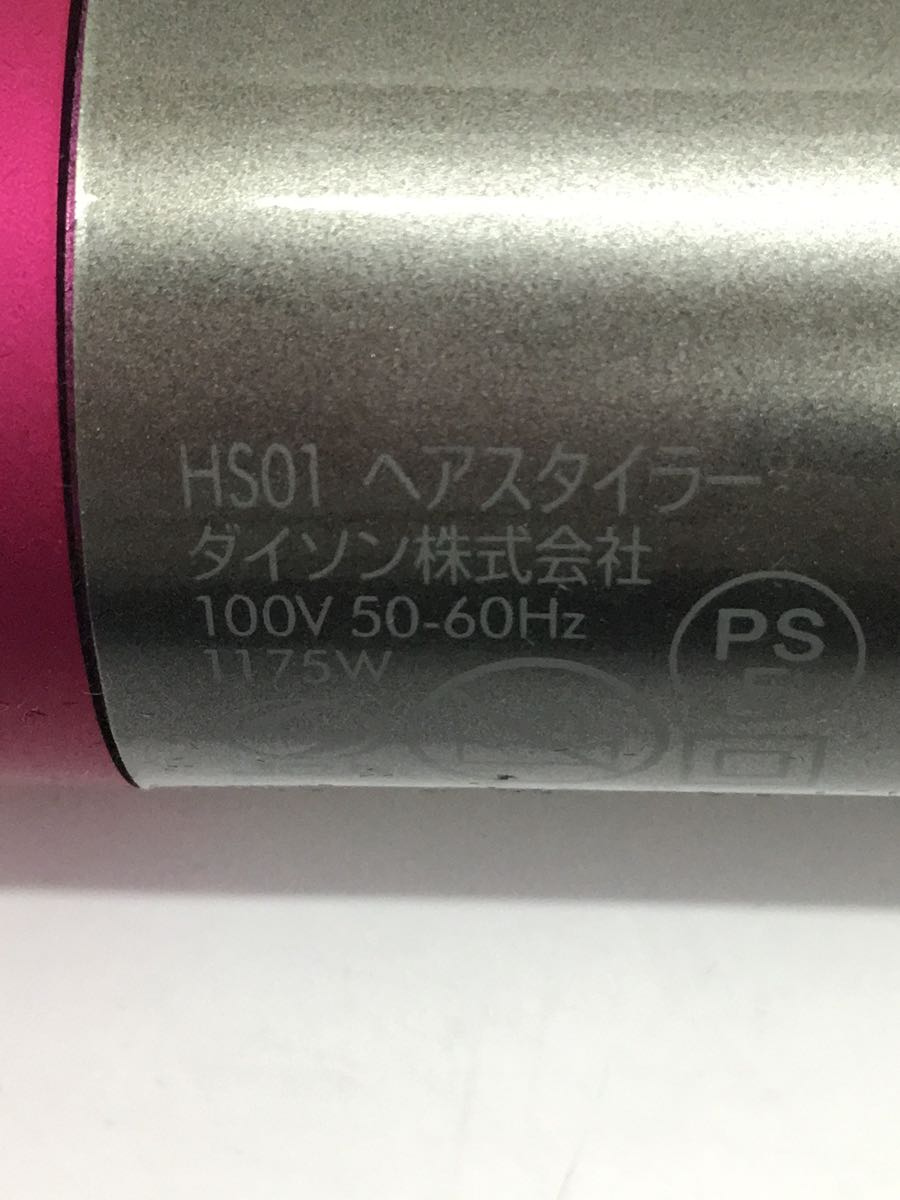 HS01 ヘアスタイラー
ダイソン株式会社
100V 50-60Hz
1175W
PS
E